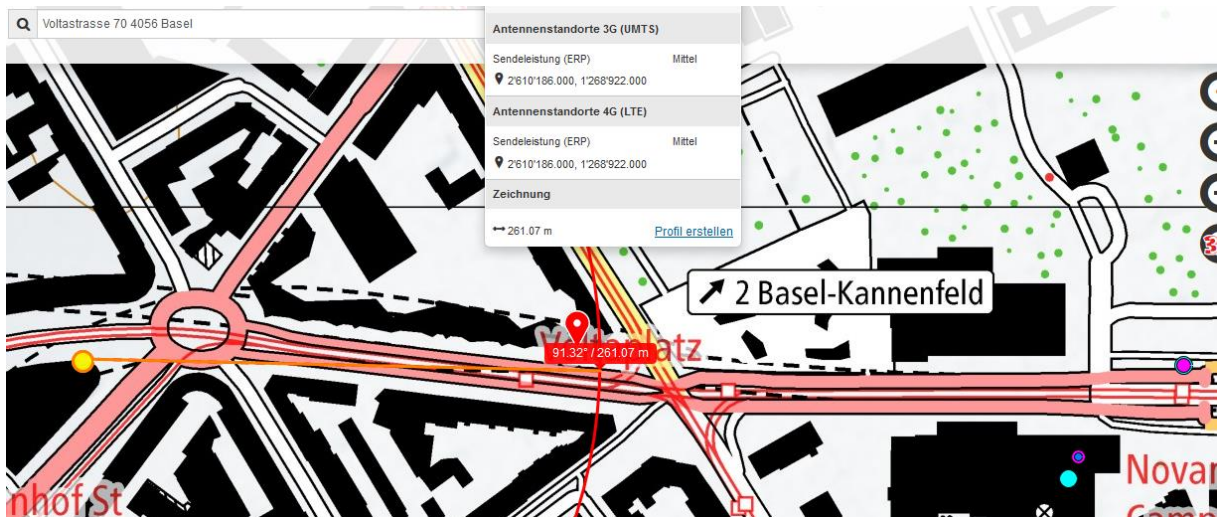 Voltastrasse 70 4056 Basel
Antennenstandorte 3G (UMTS)
Sendeleistung (ERP) Mittel
2'610'186.000, 1'268'922.000
Antennenstandorte 4G (LTE)
Sendeleistung (ERP) Mittel
2'610'186.000, 1'268'922.000
Zeichnung
261.07 m Profil erstellen
2 Basel-Kannenfeld
Voltaplatz
91.32° / 261.07 m
Novar
nhof St